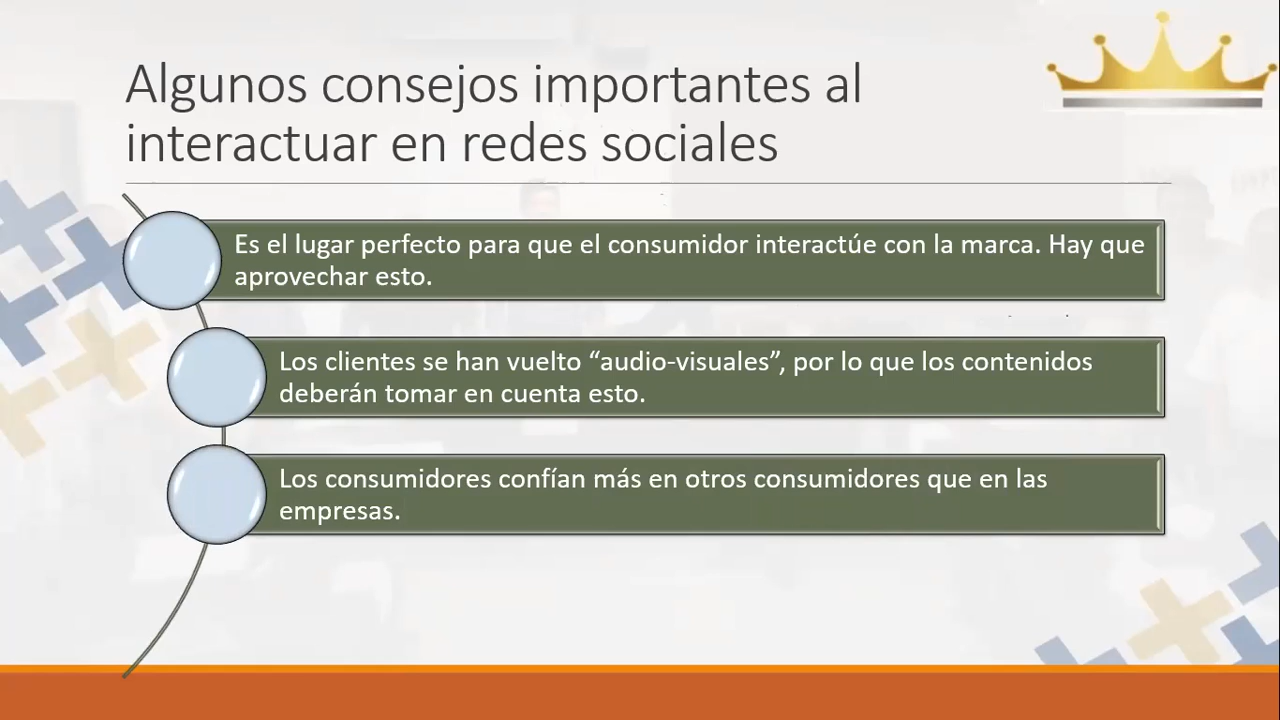 Algunos consejos importantes al
interactuar en redes sociales
Es el lugar perfecto para que el consumidor interactúe con la marca. Hay que
aprovechar esto.
Los clientes se han vuelto “audio-visuales”, por lo que los contenidos
deberán tomar en cuenta esto.
Los consumidores confían más en otros consumidores que en las
empresas.